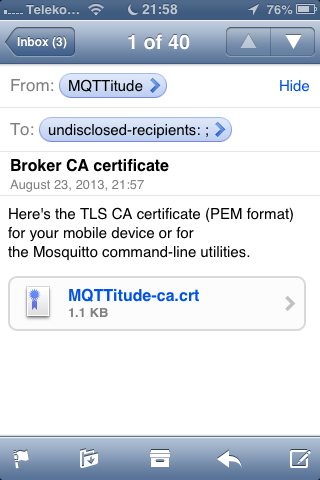 Teleko... 21:58 76%
Inbox (3) 1 of 40
From: MQTTitude Hide
To: undisclosed-recipients: ;
Broker CA certificate
August 23, 2013, 21:57
Here's the TLS CA certificate (PEM format)
for your mobile device or for
the Mosquitto command-line utilities.
MQTTitude-ca.crt
1.1 KB